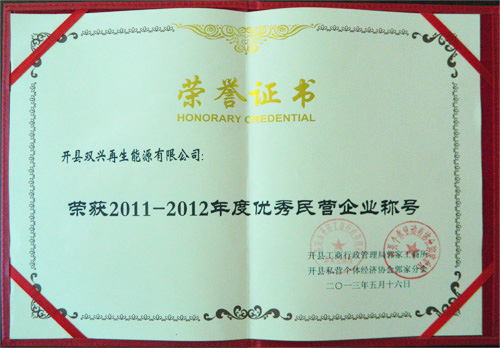 荣誉证书
HONORARY CREDENTIAL
开县双兴再生能源有限公司:
荣获2011-2012年度优秀民营企业称号
开县工商行政管理局郭家工商所
开县私营个体经济协会郭家分会
二〇一三年五月十六日